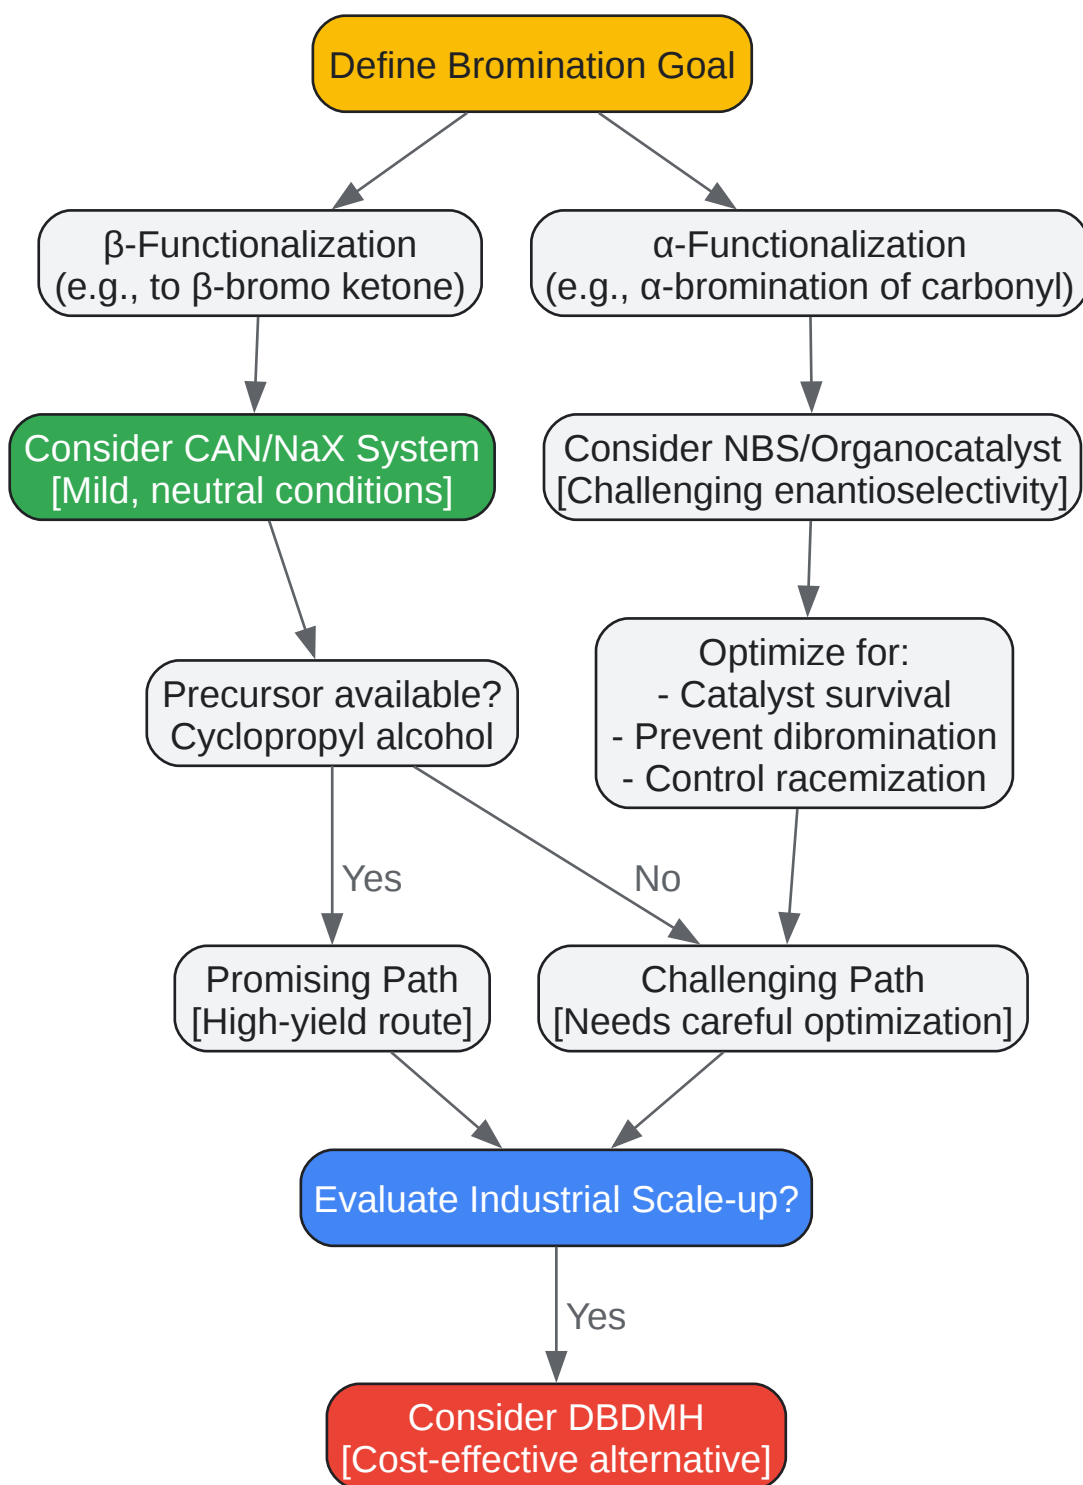 Define Bromination Goal
β-Functionalization
(e.g., to β-bromo ketone)
α-Functionalization
(e.g., α-bromination of carbonyl)
Consider CAN/NaX System
[Mild, neutral conditions]
Consider NBS/Organocatalyst
[Challenging enantioselectivity]
Precursor available?
Cyclopropyl alcohol
Optimize for:
- Catalyst survival
- Prevent dibromination
- Control racemization
Yes
No
Promising Path
[High-yield route]
Challenging Path
[Needs careful optimization]
Evaluate Industrial Scale-up?
Yes
Consider DBDMH
[Cost-effective alternative]